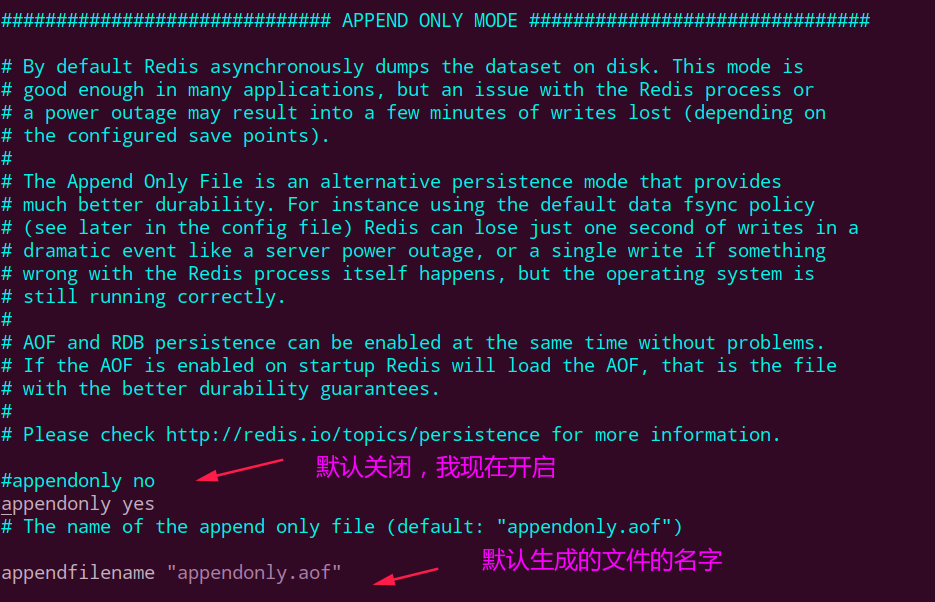 ############################## APPEND ONLY MODE ###############################
# By default Redis asynchronously dumps the dataset on disk. This mode is
# good enough in many applications, but an issue with the Redis process or
# a power outage may result into a few minutes of writes lost (depending on
# the configured save points).
#
# The Append Only File is an alternative persistence mode that provides
# much better durability. For instance using the default data fsync policy
# (see later in the config file) Redis can lose just one second of writes in a
# dramatic event like a server power outage, or a single write if something
# wrong with the Redis process itself happens, but the operating system is
# still running correctly.
#
# AOF and RDB persistence can be enabled at the same time without problems.
# If the AOF is enabled on startup Redis will load the AOF, that is the file
# with the better durability guarantees.
#
# Please check http://redis.io/topics/persistence for more information.
默认关闭，我现在开启
#appendonly no
appendonly yes
# The name of the append only file (default: "appendonly.aof")
默认生成的文件的名字
appendfilename "appendonly.aof"